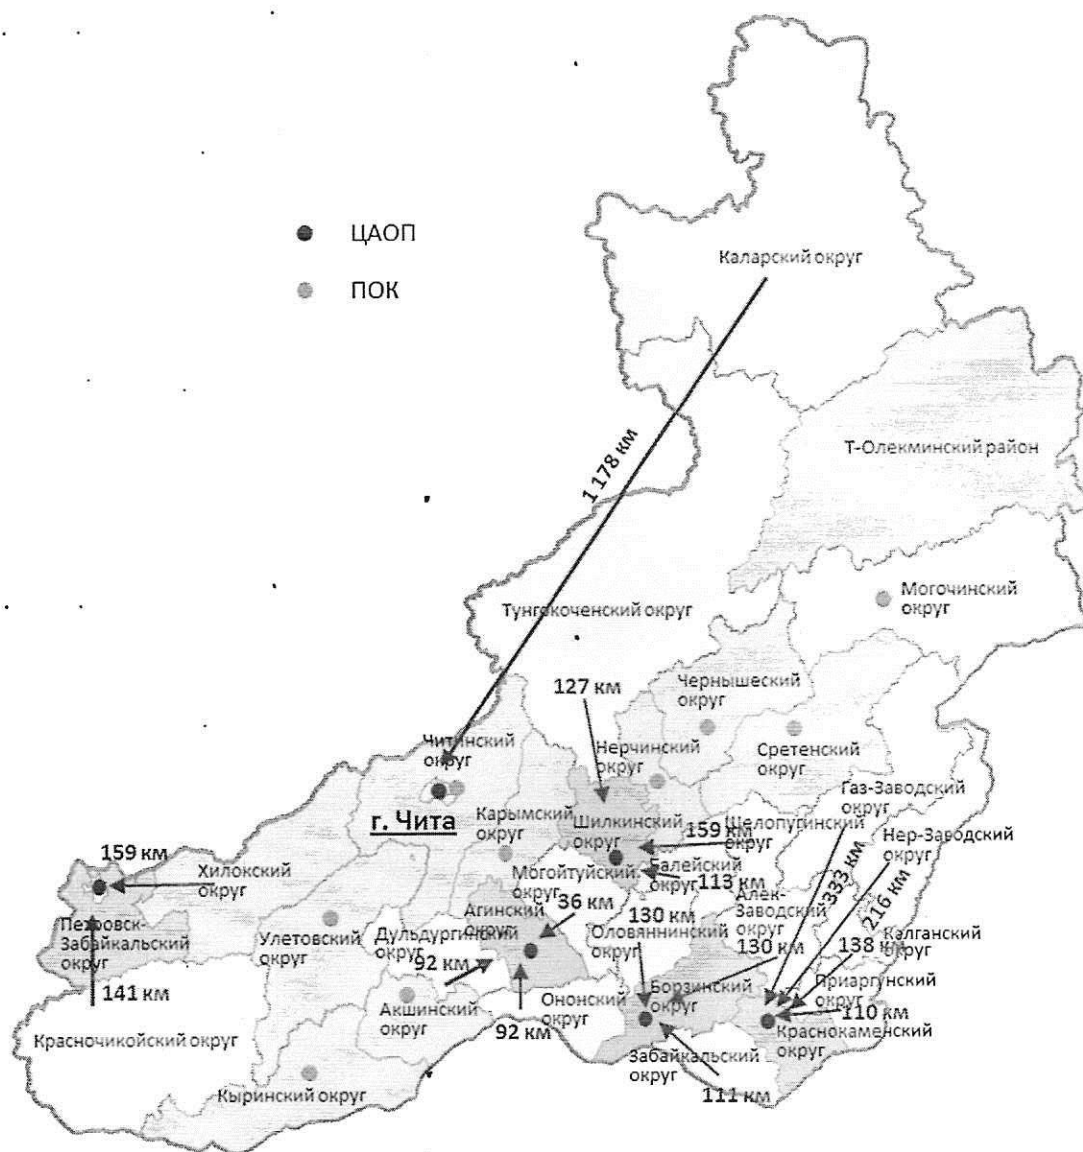 ЦАОП
ПОК
Каларский округ
1 178 км
Т-Олекминский район
Могочинский
округ
Тунгокоченский округ
127 км
Чернышеский
округ
Читинский
округ
Нерчинский
округ
Сретенский
округ
г. Чита
Карымский
округ
Шилкинский
округ
159 км
Шелопугинский
округ
Газ-Заводский
округ
Нер-Заводский
округ
333 км
216 км
159 км
Хилокский
округ
Могойтуйский
округ
Балейский
округ
113 км
36 км
Агинский
округ
Алек-
Заводский
округ
130 км
Петровск-
Забайкальский
округ
Улетовский
округ
Дульдургинский
округ
92 км
Оловяннинский
округ
130 км
138 км
Калганский
округ
141 км
Акшинский
округ
92 км
Ононский
округ
Борзинский
округ
Приаргунский
округ
110 км
Краснокаменский
округ
Красночикойский округ
Забайкальский
округ
111 км
Кыринский округ